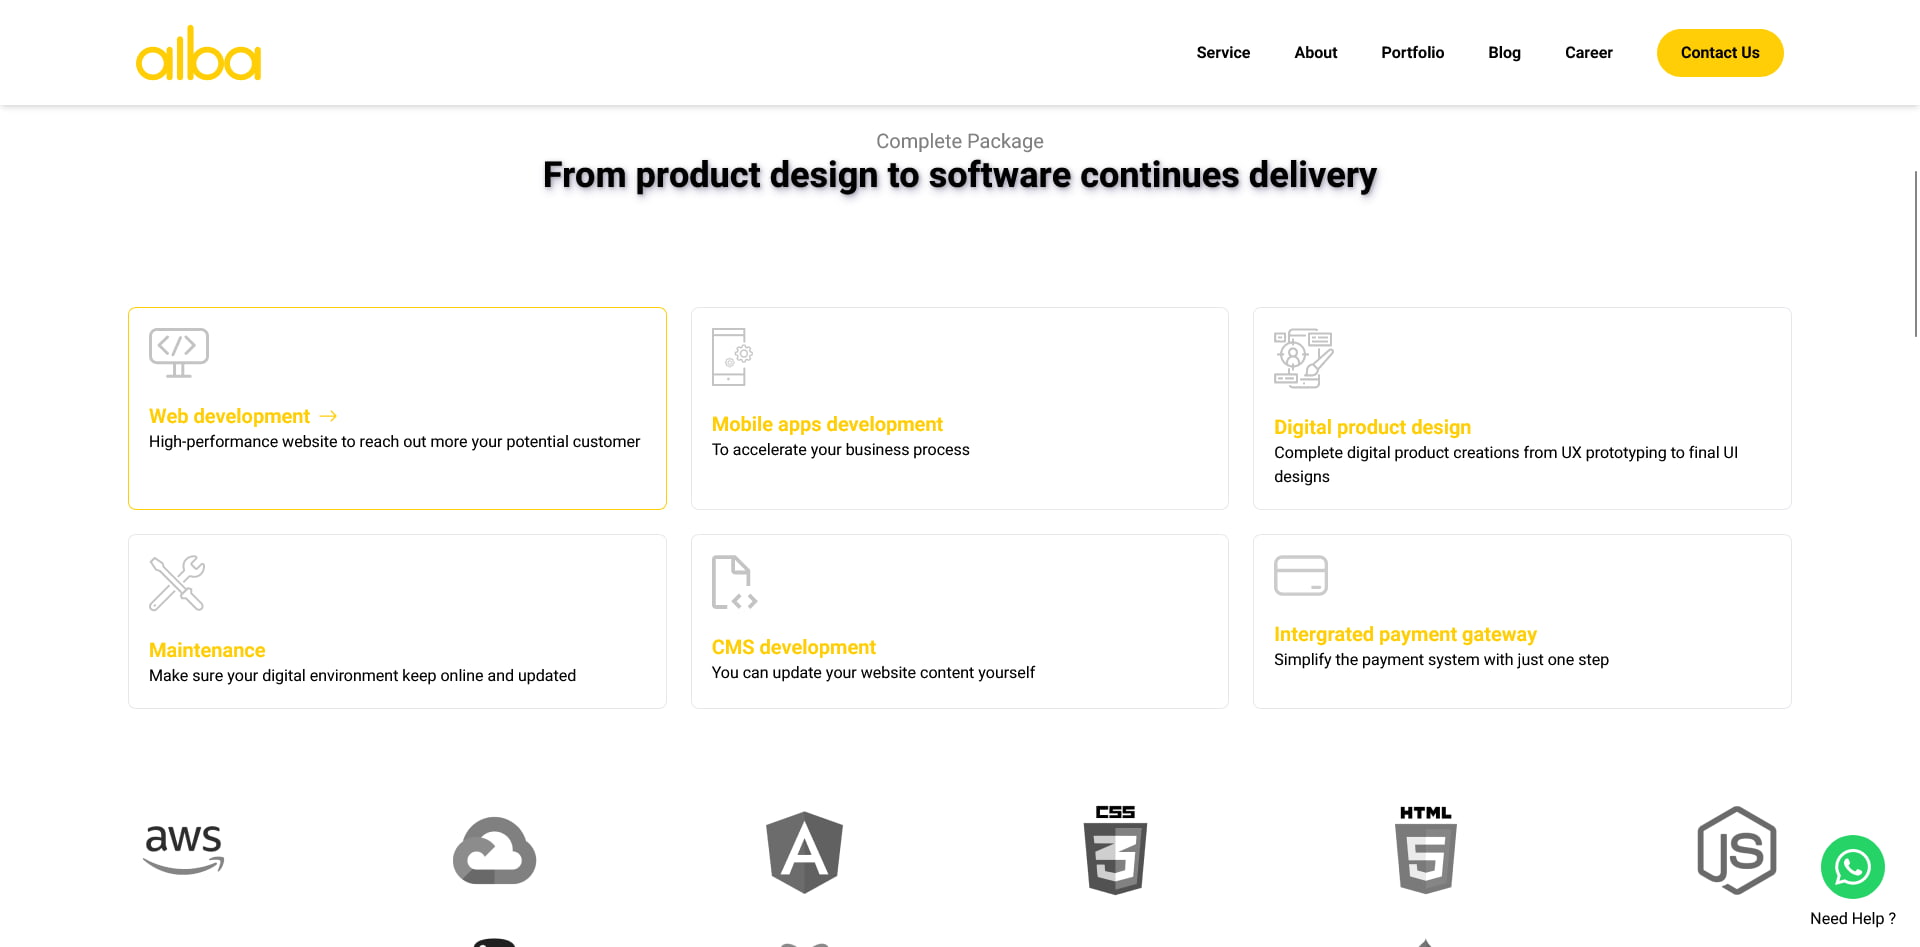 alba
Service
About
Portfolio
Blog
Career
Contact Us
Complete Package
From product design to software continues delivery
Web development →
High-performance website to reach out more your potential customer
Mobile apps development
To accelerate your business process
Digital product design
Complete digital product creations from UX prototyping to final UI
designs
Maintenance
Make sure your digital environment keep online and updated
CMS development
You can update your website content yourself
Intergrated payment gateway
Simplify the payment system with just one step
aws
A
CSS
3
HTML
5
JS
Need Help ?